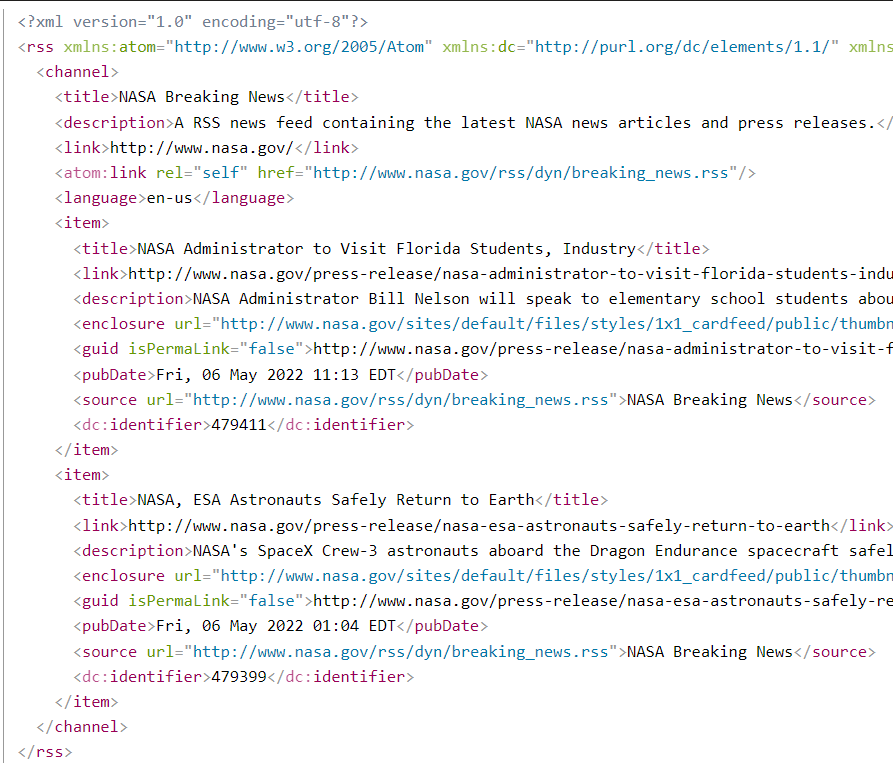 <?xml version="1.0" encoding="utf-8"?>
<rss xmlns:atom="http://www.w3.org/2005/Atom" xmlns:dc="http://purl.org/dc/elements/1.1/" xmlns
<channel>
<title>NASA Breaking News</title>
<description>A RSS news feed containing the latest NASA news articles and press releases.</
<link>http://www.nasa.gov/</link>
<atom:link rel="self" href="http://www.nasa.gov/rss/dyn/breaking_news.rss"/>
<language>en-us</language>
<item>
<title>NASA Administrator to Visit Florida Students, Industry</title>
<link>http://www.nasa.gov/press-release/nasa-administrator-to-visit-florida-students-indu
<description>NASA Administrator Bill Nelson will speak to elementary school students abou
<enclosure url="http://www.nasa.gov/sites/default/files/styles/1x1_cardfeed/public/thumbn
<guid isPermaLink="false">http://www.nasa.gov/press-release/nasa-administrator-to-visit-f
<pubDate>Fri, 06 May 2022 11:13 EDT</pubDate>
<source url="http://www.nasa.gov/rss/dyn/breaking_news.rss">NASA Breaking News</source>
<dc:identifier>479411</dc:identifier>
</item>
<item>
<title>NASA, ESA Astronauts Safely Return to Earth</title>
<link>http://www.nasa.gov/press-release/nasa-esa-astronauts-safely-return-to-earth</link>
<description>NASA's SpaceX Crew-3 astronauts aboard the Dragon Endurance spacecraft safel
<enclosure url="http://www.nasa.gov/sites/default/files/styles/1x1_cardfeed/public/thumbn
<guid isPermaLink="false">http://www.nasa.gov/press-release/nasa-esa-astronauts-safely-re
<pubDate>Fri, 06 May 2022 01:04 EDT</pubDate>
<source url="http://www.nasa.gov/rss/dyn/breaking_news.rss">NASA Breaking News</source>
<dc:identifier>479399</dc:identifier>
</item>
</channel>
</rss>